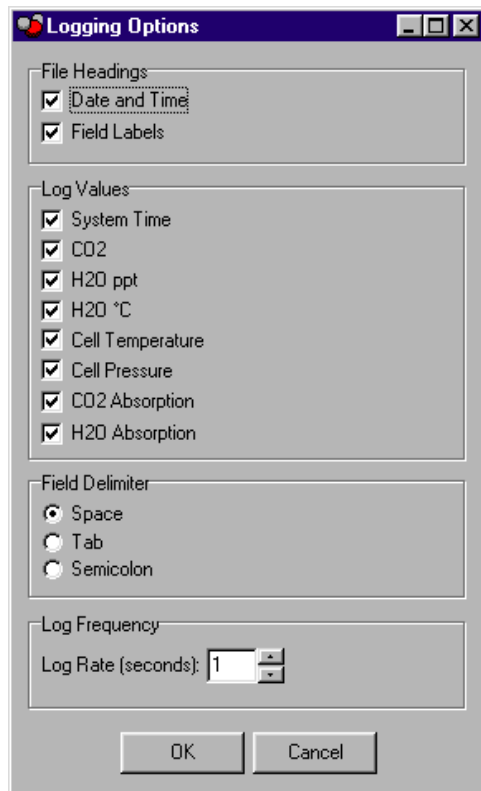 Logging Options
File Headings
Date and Time
Field Labels
Log Values
System Time
CO2
H2O ppt
H2O °C
Cell Temperature
Cell Pressure
CO2 Absorption
H2O Absorption
Field Delimiter
Space
Tab
Semicolon
Log Frequency
Log Rate (seconds): 1
OK Cancel